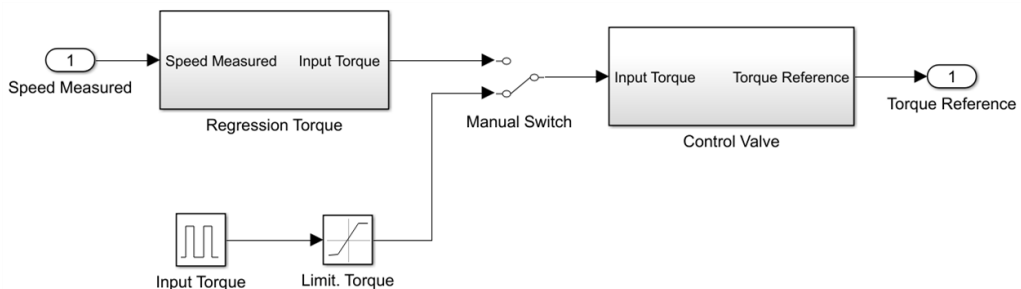 1
Speed Measured
Speed Measured
Input Torque
Regression Torque
Manual Switch
Input Torque
Torque Reference
Control Valve
1
Torque Reference
Input Torque
Limit. Torque